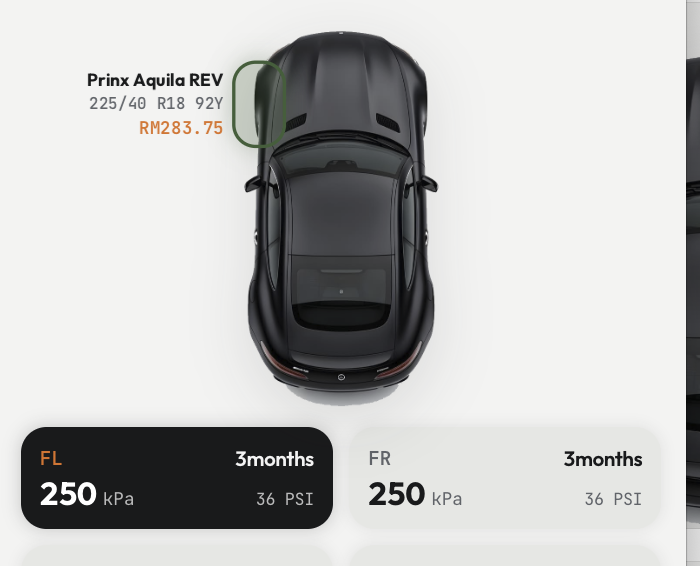 Prinx Aquila REV
225/40 R18 92Y
RM283.75
FL 3months
250 kPa 36 PSI
FR 3months
250 kPa 36 PSI